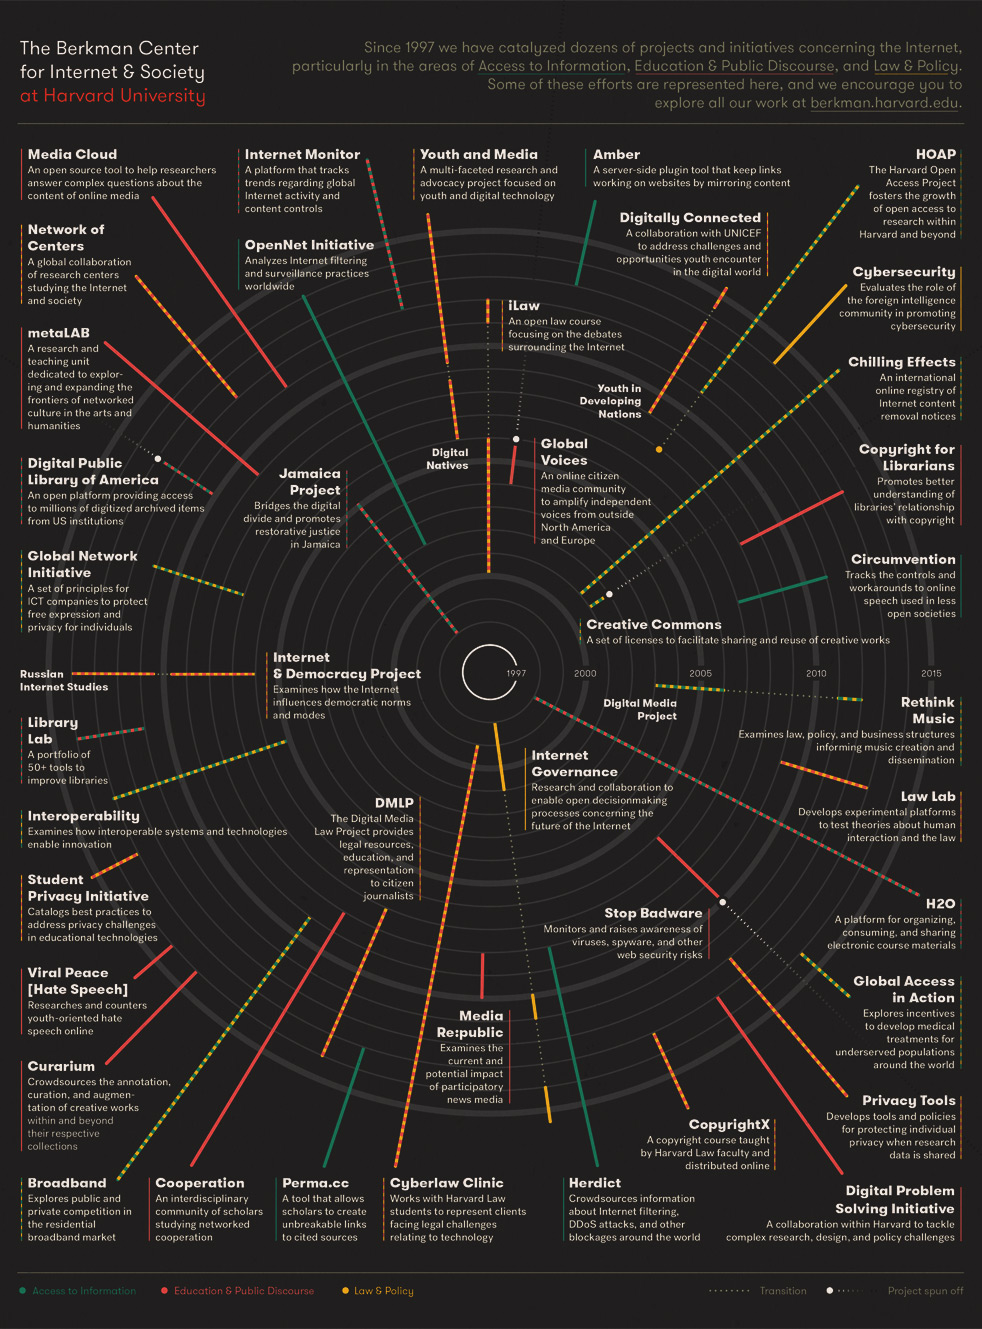 The Berkman Center
for Internet & Society
at Harvard University
Since 1997 we have catalyzed dozens of projects and initiatives concerning the Internet,
particularly in the areas of Access to Information, Education & Public Discourse, and Law & Policy.
Some of these efforts are represented here, and we encourage you to
explore all our work at berkman.harvard.edu.
Media Cloud
An open source tool to help researchers
answer complex questions about the
content of online media
Internet Monitor
A platform that tracks
trends regarding global
Internet activity and
content controls
Youth and Media
A multi-faceted research and
advocacy project focused on
youth and digital technology
Amber
A server-side plugin tool that keep links
working on websites by mirroring content
HOAP
The Harvard Open
Access Project
fosters the growth
of open access to
research within
Harvard and beyond
Network of
Centers
A global collaboration
of research centers
studying the Internet
and society
OpenNet Initiative
Analyzes Internet filtering
and surveillance practices
worldwide
Digitally Connected
A collaboration with UNICEF
to address challenges and
opportunities youth encounter
in the digital world
Cybersecurity
Evaluates the role of
the foreign intelligence
community in promoting
cybersecurity
iLaw
An open law course
focusing on the debates
surrounding the Internet
metaLAB
A research and
teaching unit
dedicated to explor-
ing and expanding the
frontiers of networked
culture in the arts and
humanities
Youth in
Developing
Nations
Chilling Effects
An international
online registry of
Internet content
removal notices
Digital
Natives
Global
Voices
An online citizen
media community
to amplify independent
voices from outside
North America
and Europe
Copyright for
Librarians
Promotes better
understanding of
libraries' relationship
with copyright
Digital Public
Library of America
An open platform providing access
to millions of digitized archived items
from US institutions
Jamaica
Project
Bridges the digital
divide and promotes
restorative justice
in Jamaica
Global Network
Initiative
A set of principles for
ICT companies to protect
free expression and
privacy for individuals
Circumvention
Tracks the controls and
workarounds to online
speech used in less
open societies
Creative Commons
A set of licenses to facilitate sharing and reuse of creative works
Russian
Internet Studies
Internet
& Democracy Project
Examines how the Internet
influences democratic norms
and modes
1997
2000
2005
2010
2015
Digital Media
Project
Rethink
Music
Examines law, policy, and business structures
informing music creation and
dissemination
Library
Lab
A portfolio of
50+ tools to
improve libraries
Internet
Governance
Research and collaboration to
enable open decisionmaking
processes concerning the
future of the Internet
Law Lab
Develops experimental platforms
to test theories about human
interaction and the law
Interoperability
Examines how interoperable systems and technologies
enable innovation
DMLP
The Digital Media
Law Project provides
legal resources,
education, and
representation
to citizen
journalists
Student
Privacy Initiative
Catalogs best practices to
address privacy challenges
in educational technologies
Stop Badware
Monitors and raises awareness of
viruses, spyware, and other
web security risks
H2O
A platform for organizing,
consuming, and sharing
electronic course materials
Viral Peace
[Hate Speech]
Researches and counters
youth-oriented hate
speech online
Global Access
in Action
Explores incentives
to develop medical
treatments for
underserved populations
around the world
Media
Re:public
Examines the
current and
potential impact
of participatory
news media
Curarium
Crowdsources the annotation,
curation, and augmen-
tation of creative works
within and beyond
their respective
collections
Privacy Tools
Develops tools and policies
for protecting individual
privacy when research
data is shared
CopyrightX
A copyright course taught
by Harvard Law faculty and
distributed online
Broadband
Explores public and
private competition in
the residential
broadband market
Cooperation
An interdisciplinary
community of scholars
studying networked
cooperation
Perma.cc
A tool that allows
scholars to create
unbreakable links
to cited sources
Cyberlaw Clinic
Works with Harvard Law
students to represent clients
facing legal challenges
relating to technology
Herdict
Crowdsources information
about Internet filtering,
DDoS attacks, and other
blockages around the world
Digital Problem
Solving Initiative
A collaboration within Harvard to tackle
complex research, design, and policy challenges
Access to Information
Education & Public Discourse
Law & Policy
Transition
Project spun off